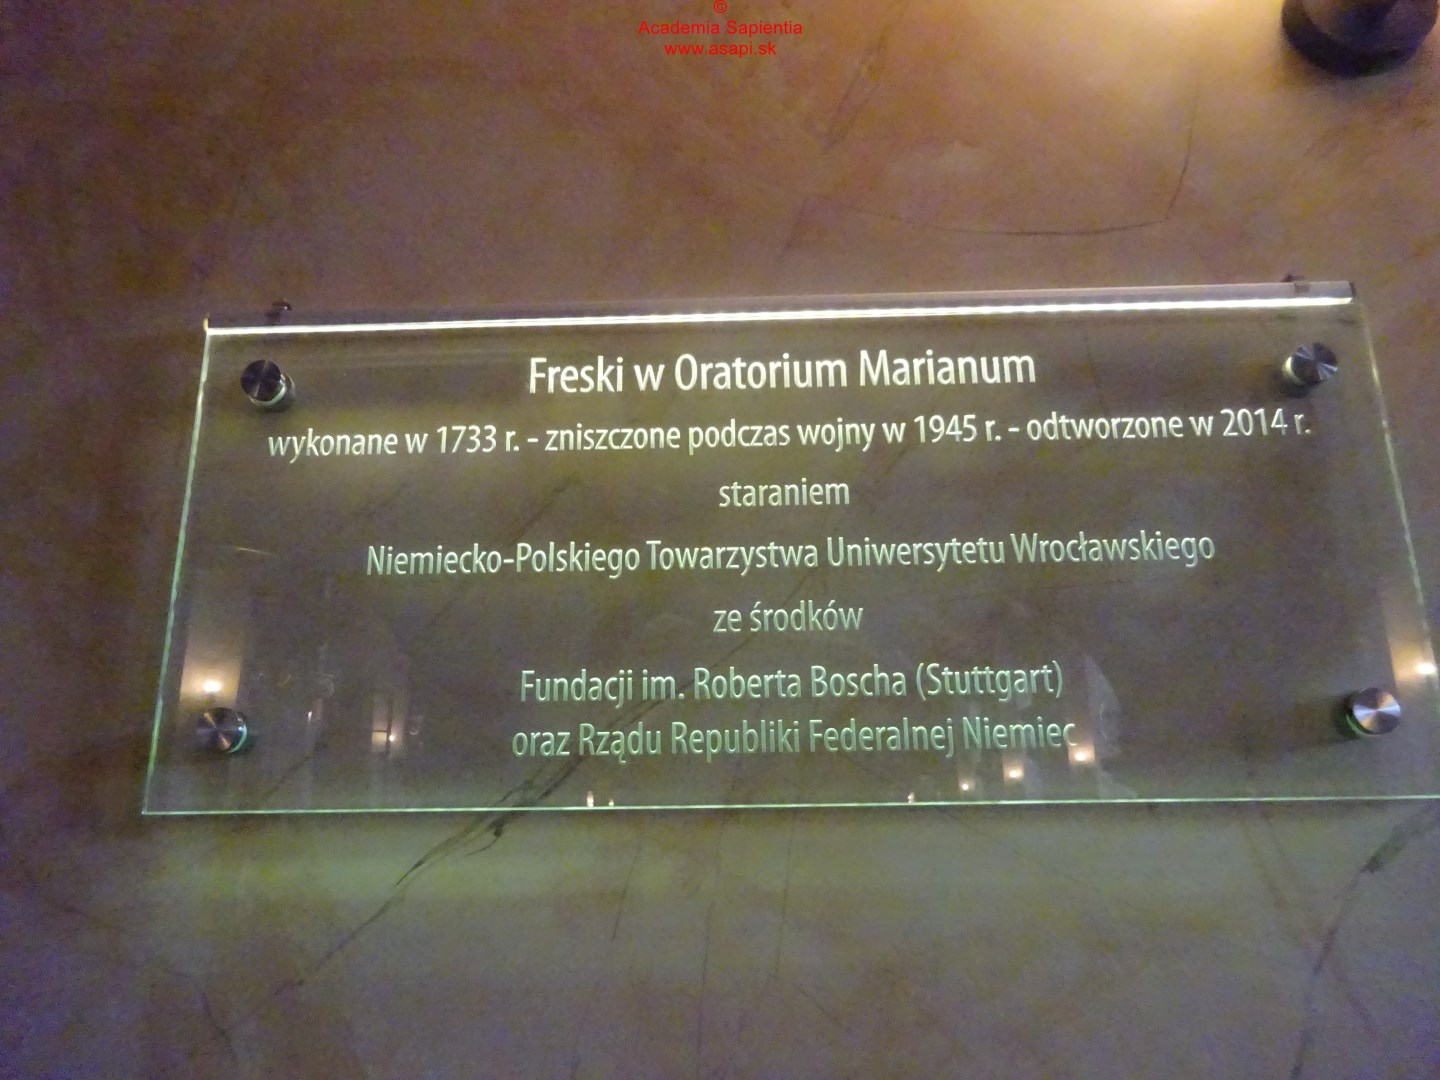 ©
Academia Sapientia
www.asapi.sk
Freski w Oratorium Marianum
wykonane w 1733 r. - zniszczone podczas wojny w 1945 r. - odtworzone w 2014 r.
staraniem
Niemiecko-Polskiego Towarzystwa Uniwersytetu Wrocławskiego
ze środków
Fundacji im. Roberta Boscha (Stuttgart)
oraz Rządu Republiki Federalnej Niemiec